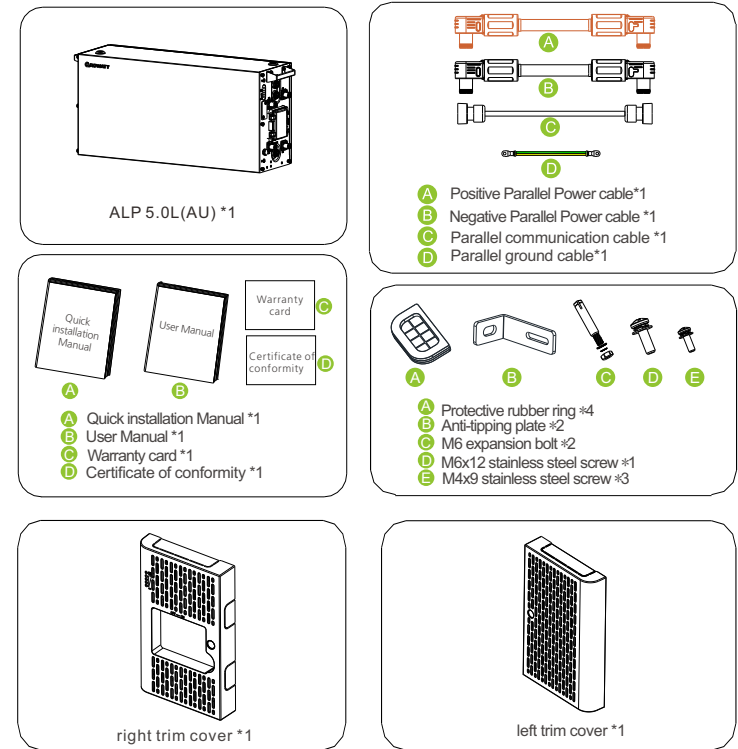 ALP 5.0L(AU) *1
A
B
C
D
A Positive Parallel Power cable*1
B Negative Parallel Power cable *1
C Parallel communication cable *1
D Parallel ground cable*1
Quick
installation
Manual
User Manual
Warranty
card
C
Certificate of
conformity
D
A
B
A Quick installation Manual *1
B User Manual *1
C Warranty card *1
D Certificate of conformity *1
A
B
C
D
E
A Protective rubber ring *4
B Anti-tipping plate *2
C M6 expansion bolt *2
D M6x12 stainless steel screw *1
E M4x9 stainless steel screw *3
right trim cover *1
left trim cover *1